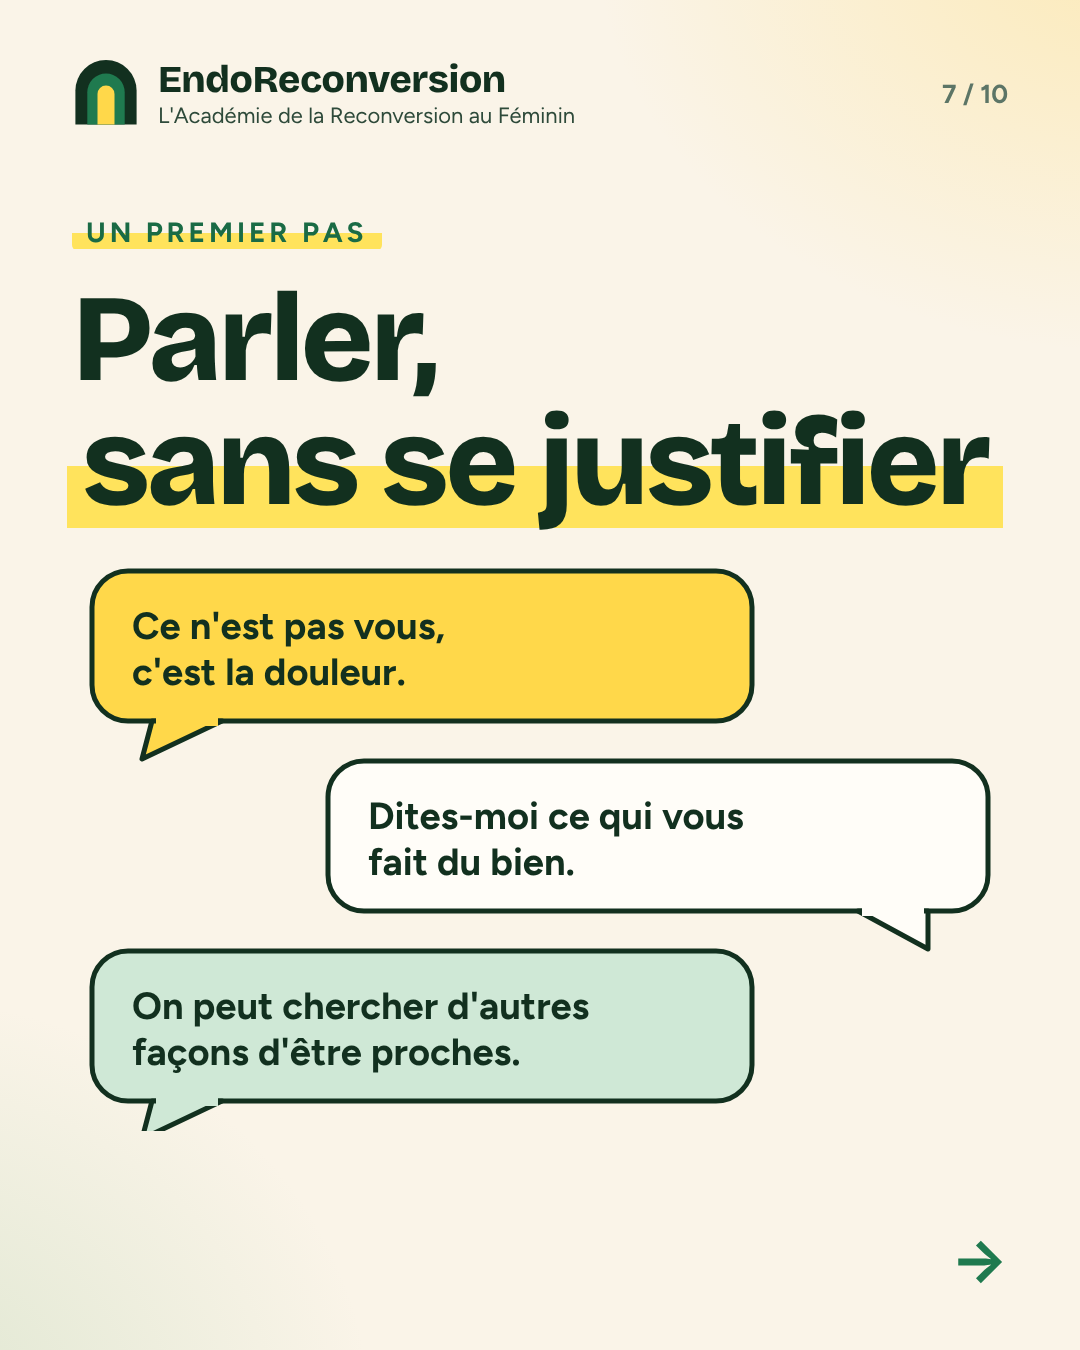 EndoReconversion
L'Académie de la Reconversion au Féminin
7 / 10
UN PREMIER PAS
Parler,
sans se justifier
Ce n'est pas vous,
c'est la douleur.
Dites-moi ce qui vous
fait du bien.
On peut chercher d'autres
façons d'être proches.